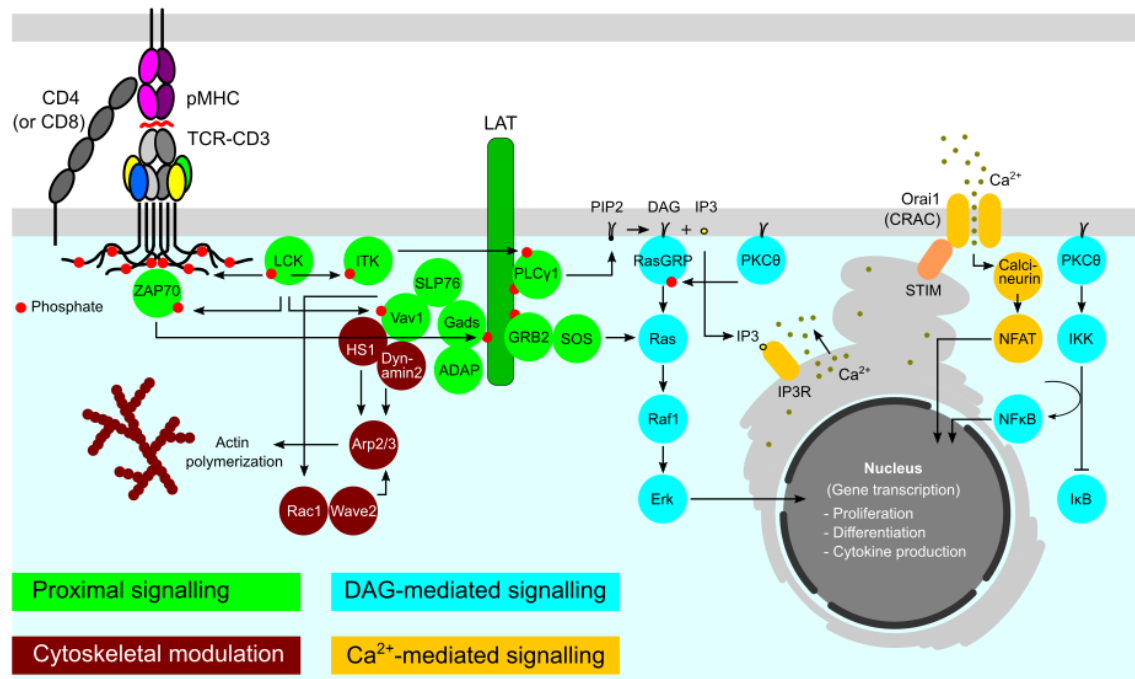 CD4
(or CD8)
pMHC
TCR-CD3
LAT
PIP2
DAG
+
IP3
Orai1
(CRAC)
Ca²⁺
LCK
ITK
PLCγ1
RasGRP
PKCθ
STIM
Calci-
neurin
PKCθ
ZAP70
SLP76
Phosphate
Vav1
Gads
GRB2
SOS
Ras
IP3
NFAT
IKK
HS1
Dyn-
amin2
ADAP
IP3R
Ca²⁺
Raf1
NFκB
Arp2/3
Actin
polymerization
Rac1
Wave2
Erk
Nucleus
(Gene transcription)
- Proliferation
- Differentiation
- Cytokine production
IκB
Proximal signalling
DAG-mediated signalling
Cytoskeletal modulation
Ca²⁺-mediated signalling